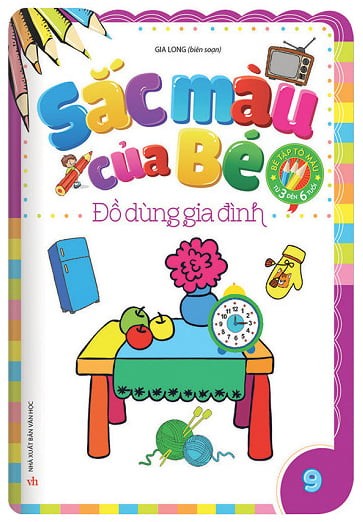 GIA LONG (biên soạn)
Sắc màu
của Bé
BÉ TẬP TÔ MÀU
TỪ 3 ĐẾN 6 TUỔI
Đồ dùng gia đình
NHÀ XUẤT BẢN VĂN HỌC
vh
9